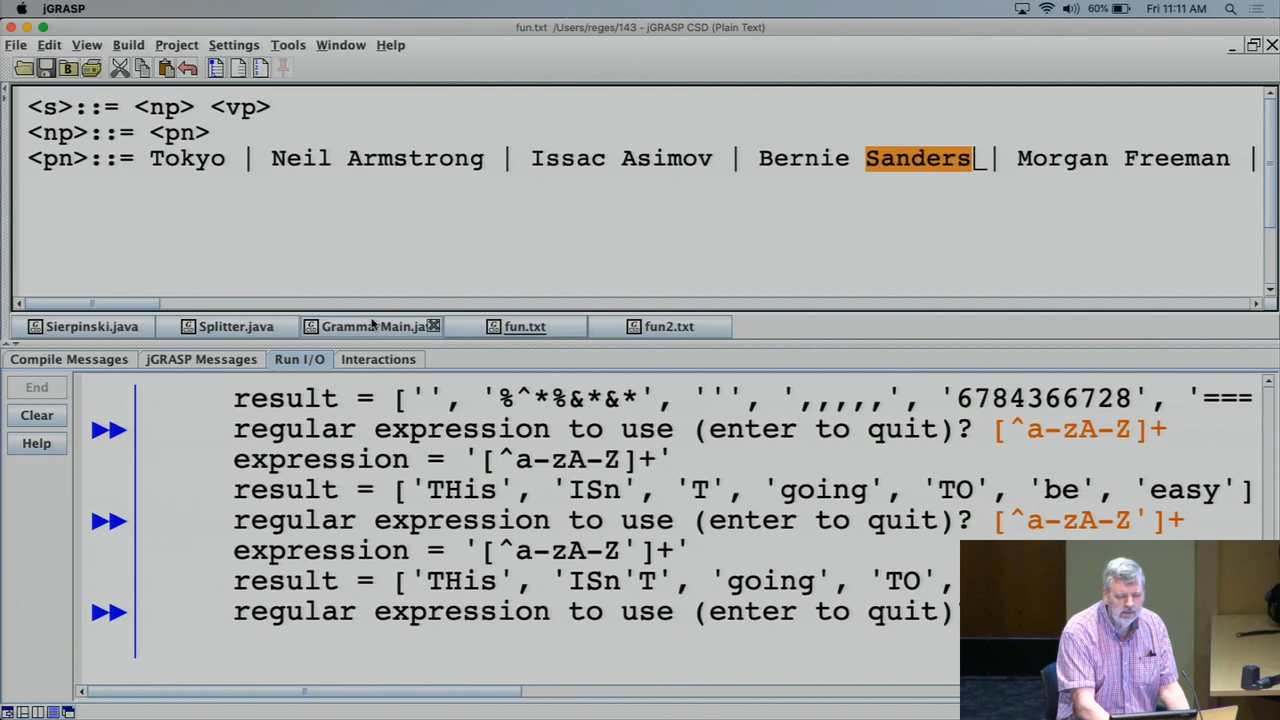 jGRASP
60% Fri 11:11 AM
fun.txt /Users/reges/143 - jGRASP CSD (Plain Text)
File Edit View Build Project Settings Tools Window Help
<s>::= <np> <vp>
<np>::= <pn>
<pn>::= Tokyo | Neil Armstrong | Issac Asimov | Bernie Sanders | Morgan Freeman |
Sierpinski.java Splitter.java GrammarMain.ja fun.txt fun2.txt
Compile Messages jGRASP Messages Run I/O Interactions
End
Clear
Help
result = ['', '%^*%&*&*', ''', ',,,,,', '6784366728', '===
regular expression to use (enter to quit)? [^a-zA-Z]+
expression = '[^a-zA-Z]+'
result = ['THis', 'ISn', 'T', 'going', 'TO', 'be', 'easy']
regular expression to use (enter to quit)? [^a-zA-Z']+
expression = '[^a-zA-Z']+'
result = ['THis', 'ISn'T', 'going', 'TO',
regular expression to use (enter to quit)?